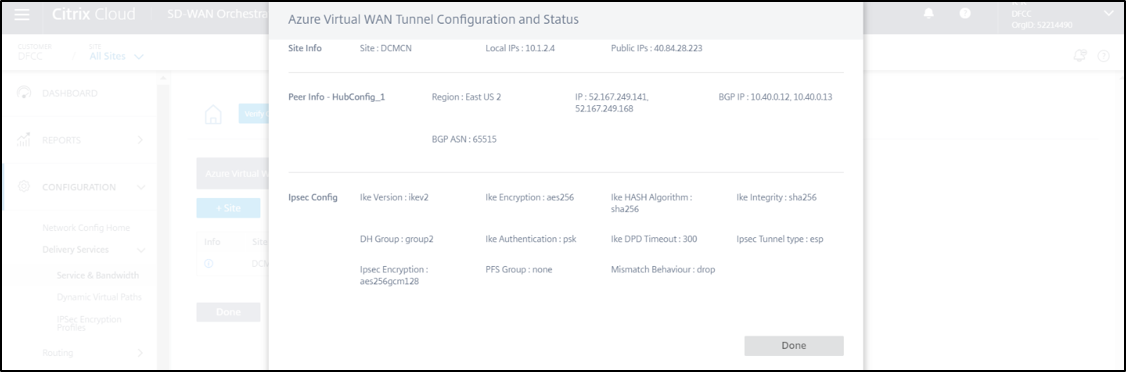 Citrix Cloud
SD-WAN Orchestra
DFCC
OrgID: 52214490
CUSTOMER
DFCC
/
SITE
All Sites
DASHBOARD
REPORTS
CONFIGURATION
Network Config Home
Delivery Services
Service & Bandwidth
Dynamic Virtual Paths
IPSec Encryption
Profiles
Routing
Verify
Azure Virtual W
+ Site
Info Site
DCM
Done
Azure Virtual WAN Tunnel Configuration and Status
Site Info Site : DCMCN Local IPs : 10.1.2.4 Public IPs : 40.84.28.223
Peer Info - HubConfig_1 Region : East US 2 IP : 52.167.249.141, BGP IP : 10.40.0.12, 10.40.0.13
52.167.249.168
BGP ASN : 65515
Ipsec Config Ike Version : ikev2 Ike Encryption : aes256 Ike HASH Algorithm : Ike Integrity : sha256
sha256
DH Group : group2 Ike Authentication : psk Ike DPD Timeout : 300 Ipsec Tunnel type : esp
Ipsec Encryption : PFS Group : none Mismatch Behaviour : drop
aes256gcm128
Done